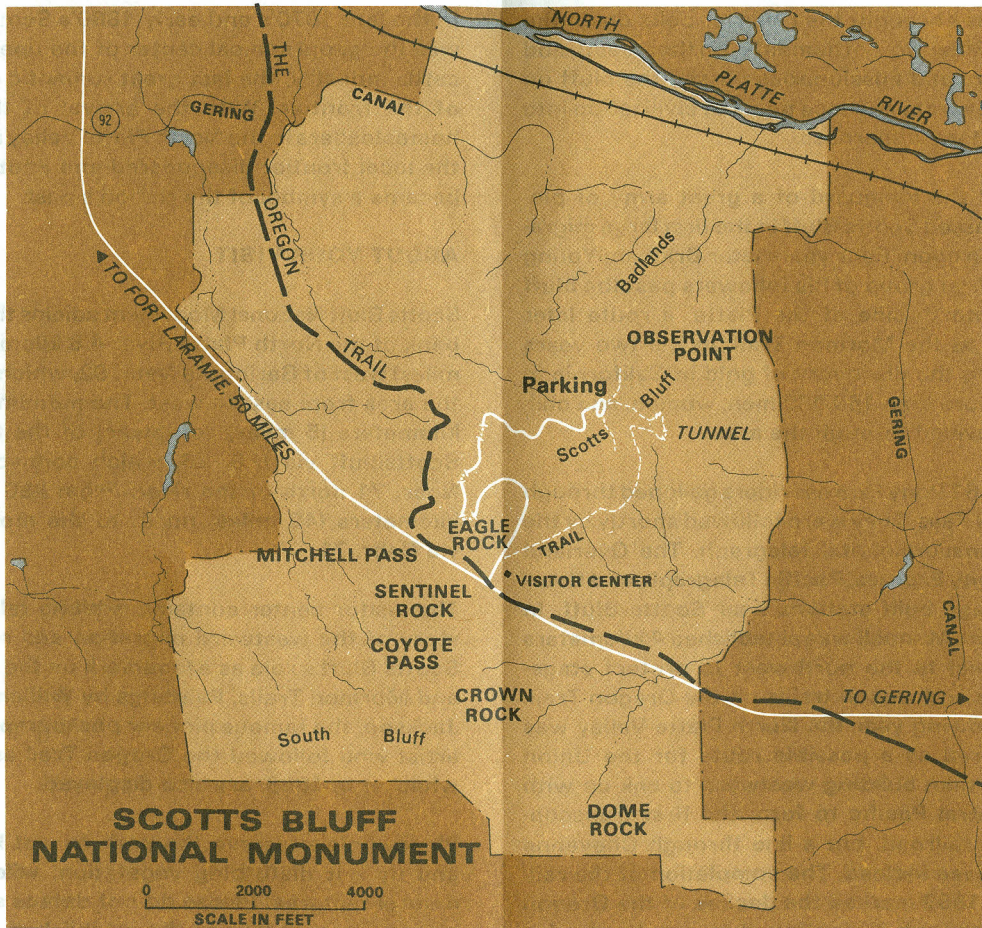 NORTH
PLATTE
RIVER
THE
OREGON
TRAIL
GERING
CANAL
92
TO FORT LARAMIE, 50 MILES
Badlands
OBSERVATION
POINT
Parking
Scotts Bluff
TUNNEL
GERING
CANAL
EAGLE
ROCK
TRAIL
MITCHELL PASS
VISITOR CENTER
SENTINEL
ROCK
COYOTE
PASS
CROWN
ROCK
TO GERING
South Bluff
DOME
ROCK
SCOTTS BLUFF
NATIONAL MONUMENT
0 2000 4000
SCALE IN FEET